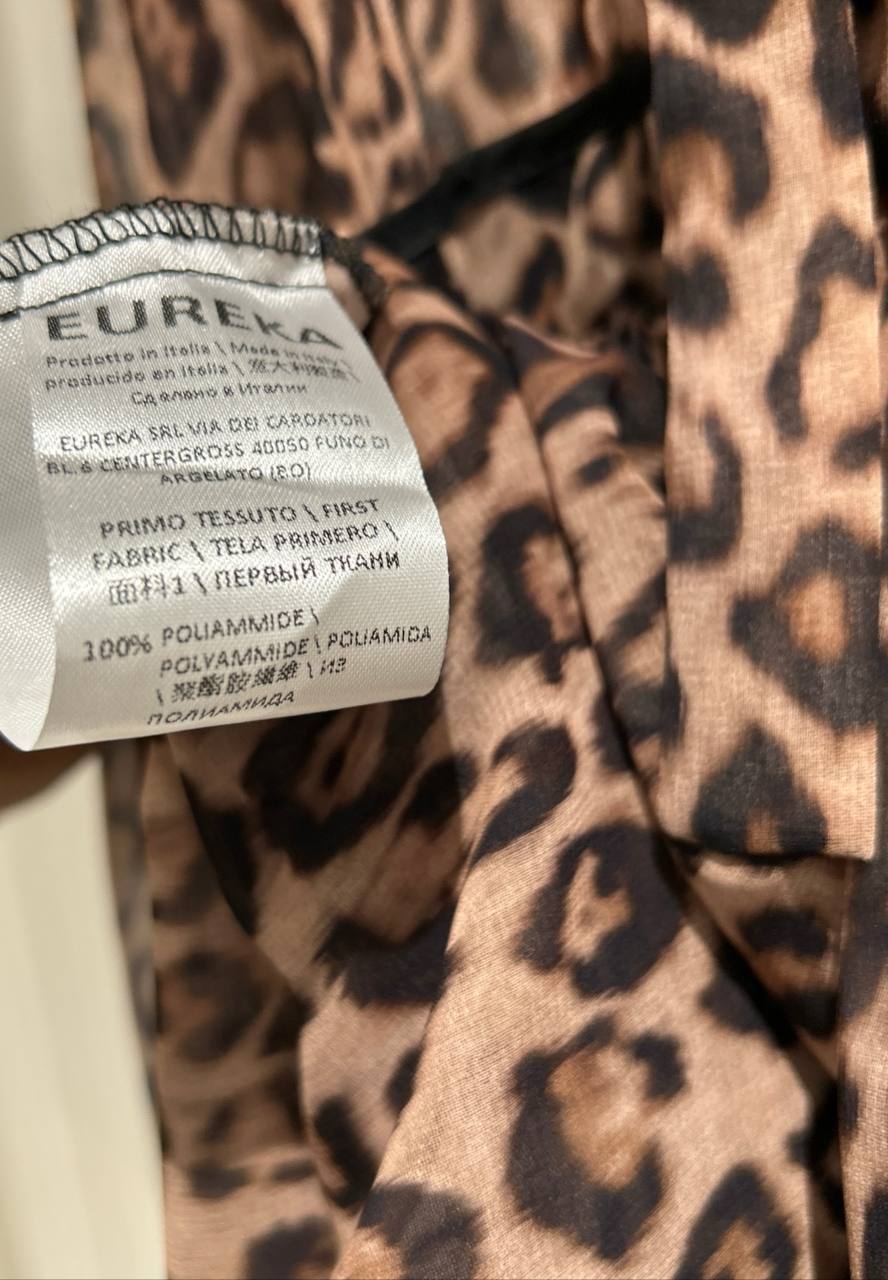 EUREKA
Prodotto in Italia \ Made in Italy \
producido en Italia \ 意大利制造 \
Сделано в Италии
EUREKA SRL VIA DEI CARDATORI
BL.6 CENTERGROSS 40050 FUNO DI
ARGELATO (BO)
PRIMO TESSUTO \ FIRST
FABRIC \ TELA PRIMERO \
面料1 \ ПЕРВЫЙ ТКАНИ
100% POLIAMMIDE \
POLYAMMIDE \ POLIAMIDA
\ 聚酰胺纖維 \ ИЗ
ПОЛИАМИДА